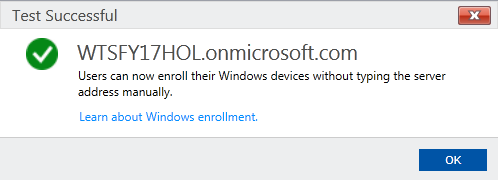 Test Successful
WTSFY17HOL.onmicrosoft.com
Users can now enroll their Windows devices without typing the server
address manually.
Learn about Windows enrollment.
OK